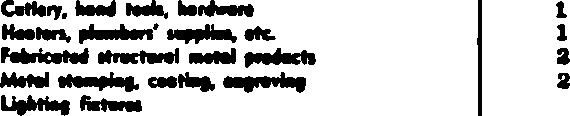 Cutlery, hand tools, hardware 1
Heaters, plumbers' supplies, etc. 1
Fabricated structural metal products 2
Metal stamping, coating, engraving 2
Lighting fixtures